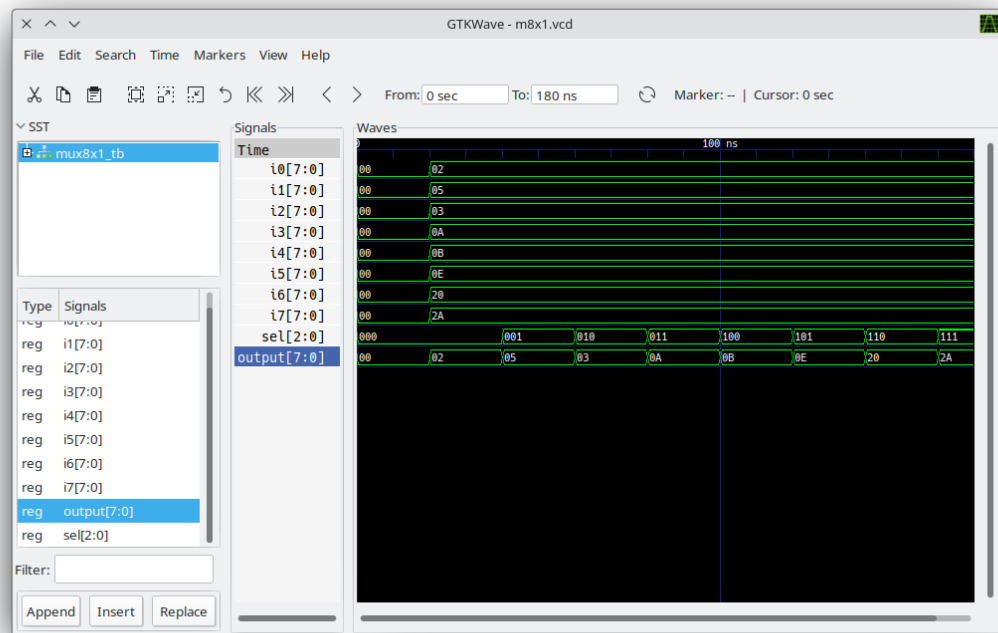 GTKWave - m8x1.vcd
File Edit Search Time Markers View Help
From: 0 sec To: 180 ns Marker: -- | Cursor: 0 sec
SST
mux8x1_tb
Type Signals
reg i0[7:0]
reg i1[7:0]
reg i2[7:0]
reg i3[7:0]
reg i4[7:0]
reg i5[7:0]
reg i6[7:0]
reg i7[7:0]
reg output[7:0]
reg sel[2:0]
Filter:
Append Insert Replace
Signals
Time
i0[7:0]
i1[7:0]
i2[7:0]
i3[7:0]
i4[7:0]
i5[7:0]
i6[7:0]
i7[7:0]
sel[2:0]
output[7:0]
Waves
0 100 ns
00 02
00 05
00 03
00 0A
00 0B
00 0E
00 20
00 2A
000 001 010 011 100 101 110 111
00 02 05 03 0A 0B 0E 20 2A